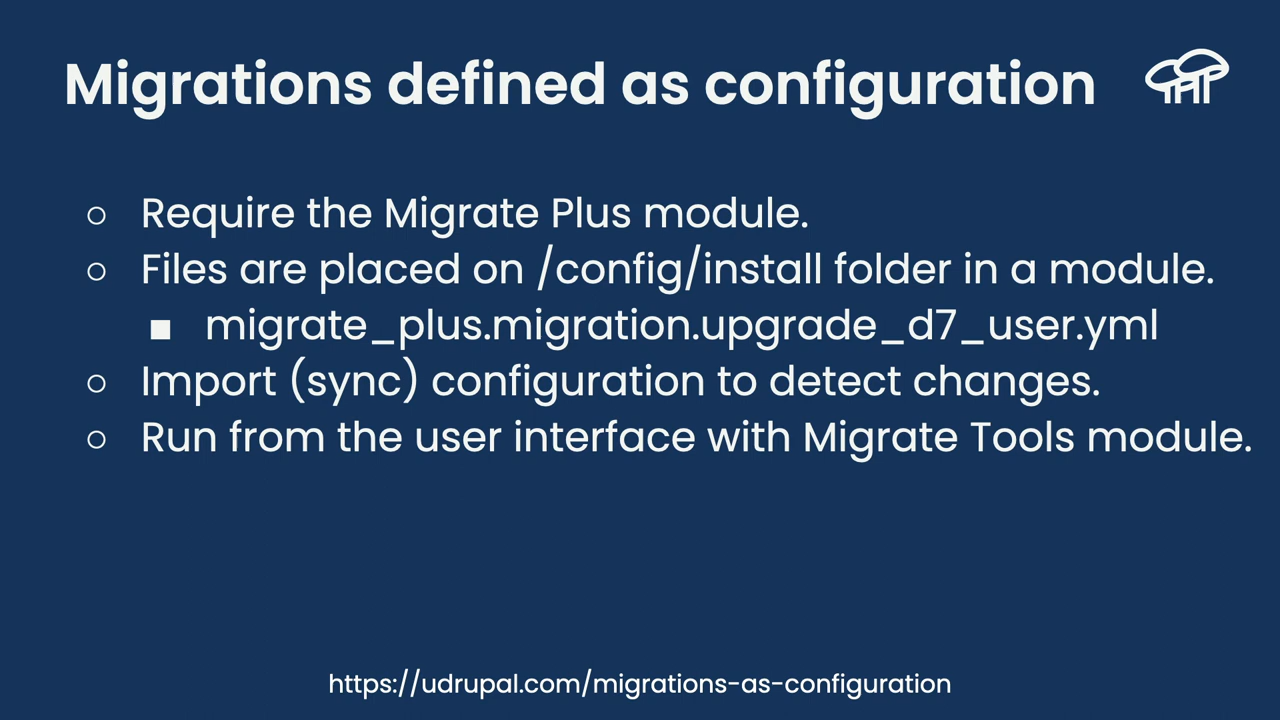 Migrations defined as configuration
○ Require the Migrate Plus module.
○ Files are placed on /config/install folder in a module.
■ migrate_plus.migration.upgrade_d7_user.yml
○ Import (sync) configuration to detect changes.
○ Run from the user interface with Migrate Tools module.
https://udrupal.com/migrations-as-configuration